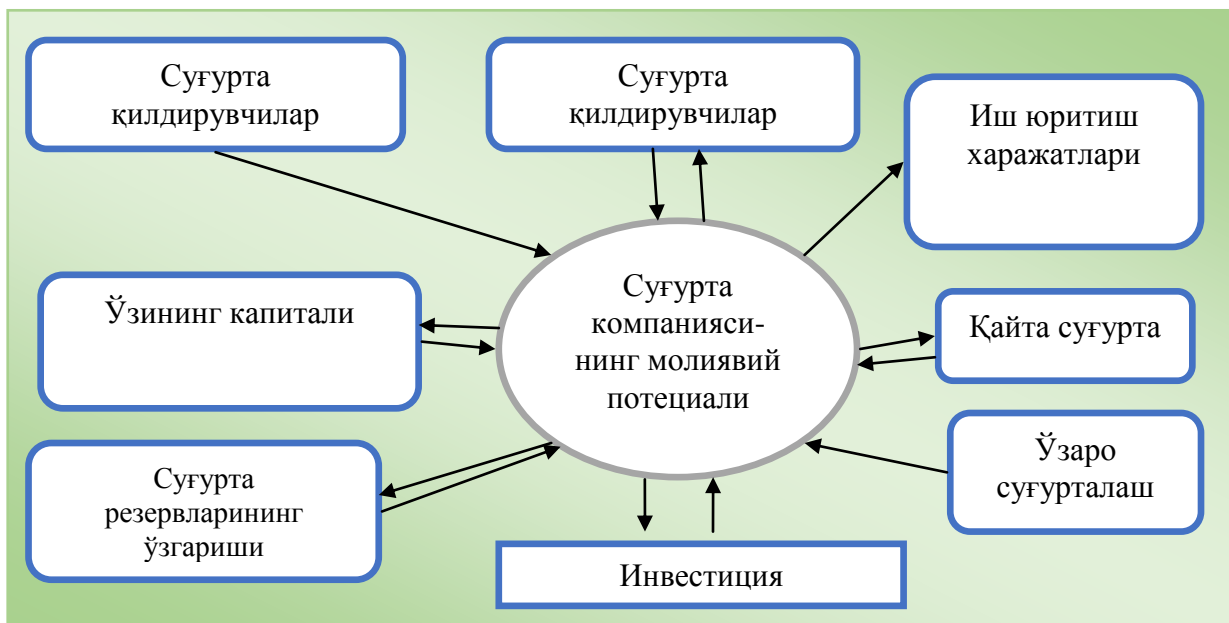 Суғурта
қилдирувчилар
Суғурта
қилдирувчилар
Иш юритиш
харажатлари
Ўзининг капитали
Суғурта
компанияси-
нинг молиявий
потециали
Қайта суғурта
Ўзаро
суғурталаш
Суғурта
резервларининг
ўзгариши
Инвестиция